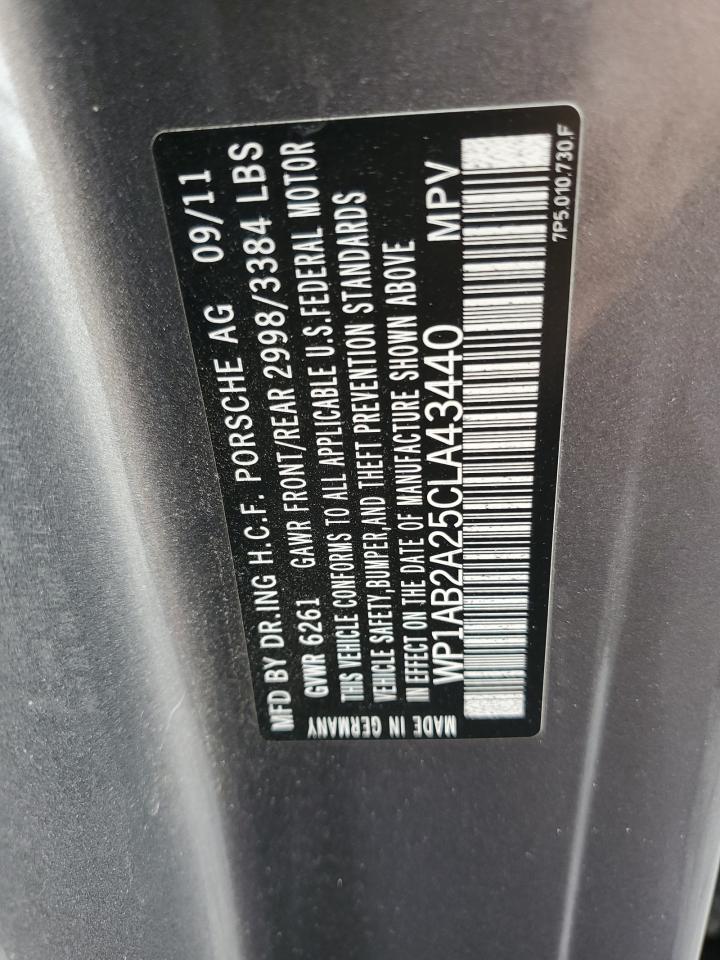 MFD BY DR.ING H.C.F. PORSCHE AG 09/11
GVWR 6261 GAWR FRONT/REAR 2998/3384 LBS
THIS VEHICLE CONFORMS TO ALL APPLICABLE U.S.FEDERAL MOTOR
VEHICLE SAFETY,BUMPER,AND THEFT PREVENTION STANDARDS
IN EFFECT ON THE DATE OF MANUFACTURE SHOWN ABOVE
WP1AB2A25CLA43440 MPV
MADE IN GERMANY
7P5.010.730.F